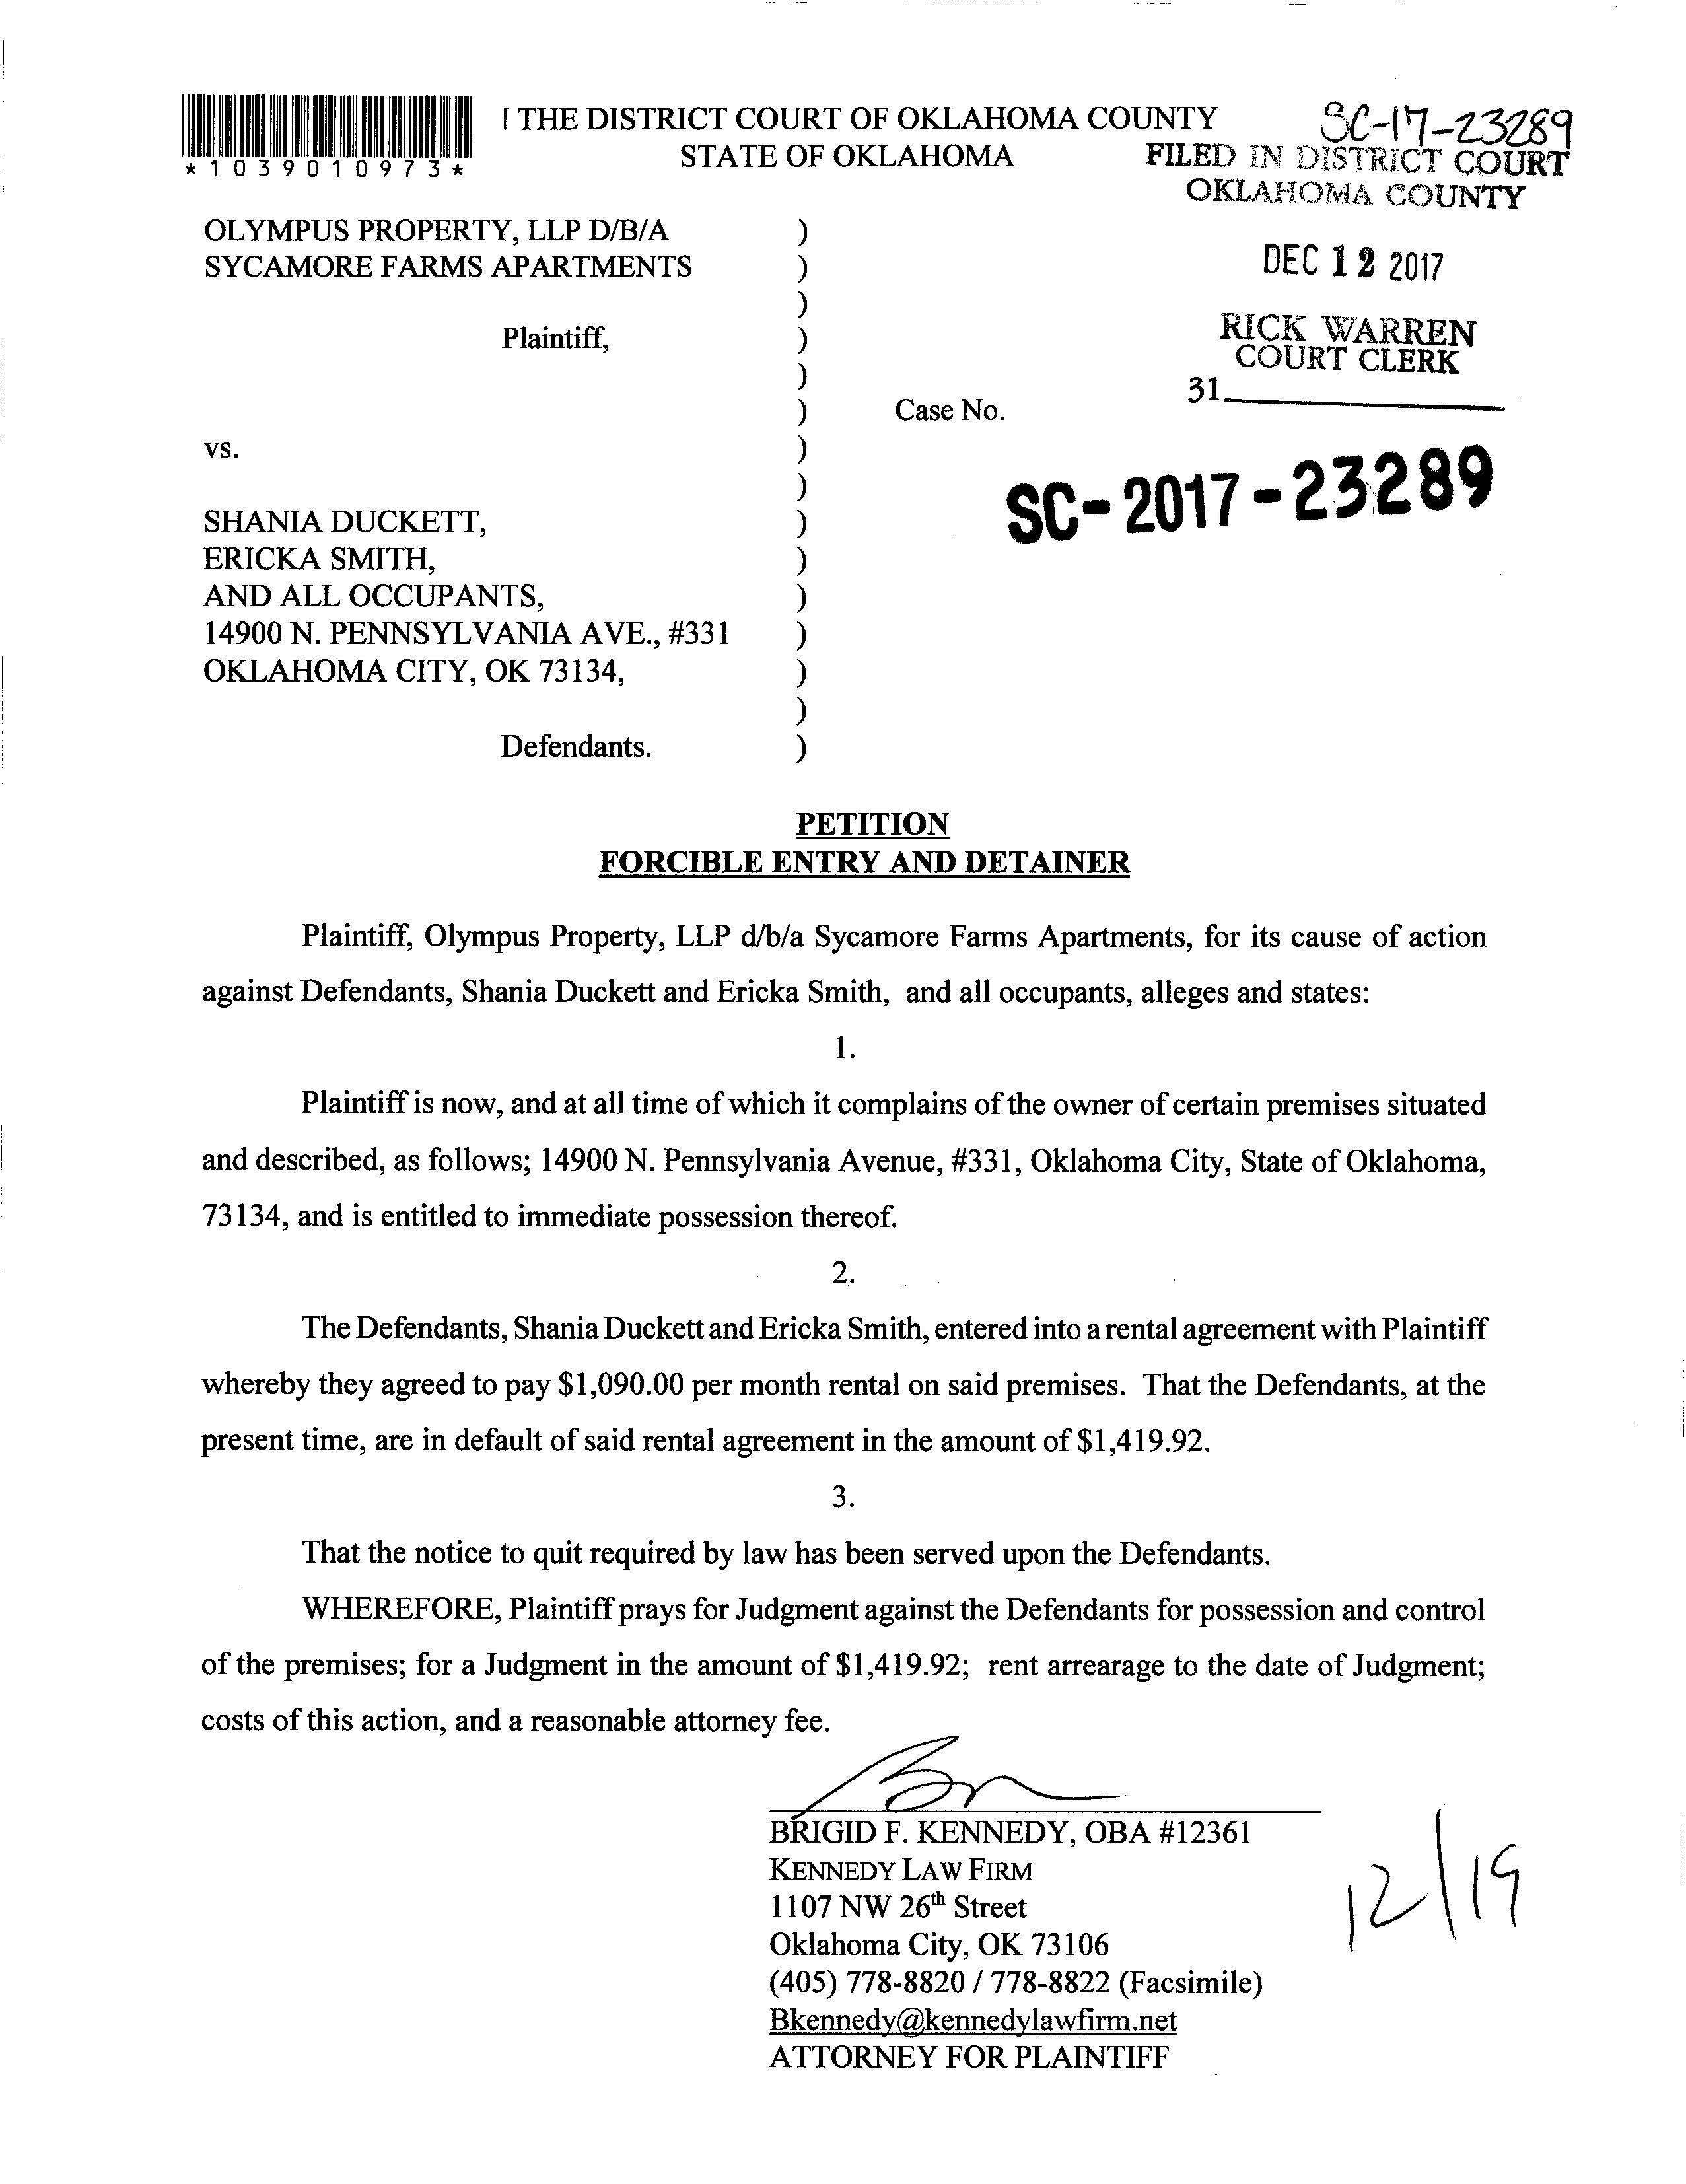 THE DISTRICT COURT OF OKLAHOMA COUNTY
STATE OF OKLAHOMA
*1039010973*
SC-17-23289
FILED IN DISTRICT COURT
OKLAHOMA COUNTY
DEC 12 2017
RICK WARREN
COURT CLERK
31
OLYMPUS PROPERTY, LLP D/B/A )
SYCAMORE FARMS APARTMENTS )
)
Plaintiff, )
)
) Case No.
vs. )
) SC-2017-23289
SHANIA DUCKETT, )
ERICKA SMITH, )
AND ALL OCCUPANTS, )
14900 N. PENNSYLVANIA AVE., #331 )
OKLAHOMA CITY, OK 73134, )
)
Defendants. )
PETITION
FORCIBLE ENTRY AND DETAINER
Plaintiff, Olympus Property, LLP d/b/a Sycamore Farms Apartments, for its cause of action
against Defendants, Shania Duckett and Ericka Smith, and all occupants, alleges and states:
1.
Plaintiff is now, and at all time of which it complains of the owner of certain premises situated
and described, as follows; 14900 N. Pennsylvania Avenue, #331, Oklahoma City, State of Oklahoma,
73134, and is entitled to immediate possession thereof.
2.
The Defendants, Shania Duckett and Ericka Smith, entered into a rental agreement with Plaintiff
whereby they agreed to pay $1,090.00 per month rental on said premises. That the Defendants, at the
present time, are in default of said rental agreement in the amount of $1,419.92.
3.
That the notice to quit required by law has been served upon the Defendants.
WHEREFORE, Plaintiff prays for Judgment against the Defendants for possession and control
of the premises; for a Judgment in the amount of $1,419.92; rent arrearage to the date of Judgment;
costs of this action, and a reasonable attorney fee.
BRIGID F. KENNEDY, OBA #12361
KENNEDY LAW FIRM
1107 NW 26th Street
Oklahoma City, OK 73106
(405) 778-8820 / 778-8822 (Facsimile)
Bkennedy@kennedylawfirm.net
ATTORNEY FOR PLAINTIFF
12/19